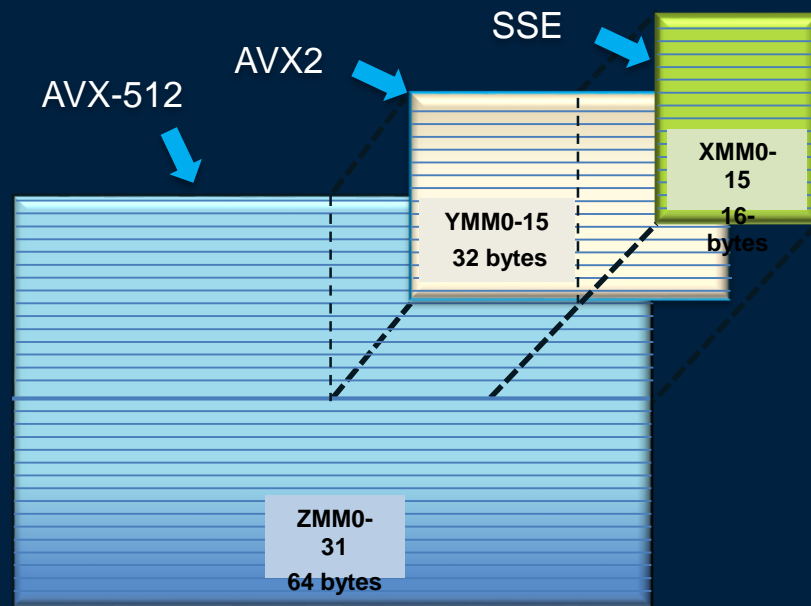 SSE
AVX2
AVX-512
XMM0-
15
16-
bytes
YMM0-15
32 bytes
ZMM0-
31
64 bytes